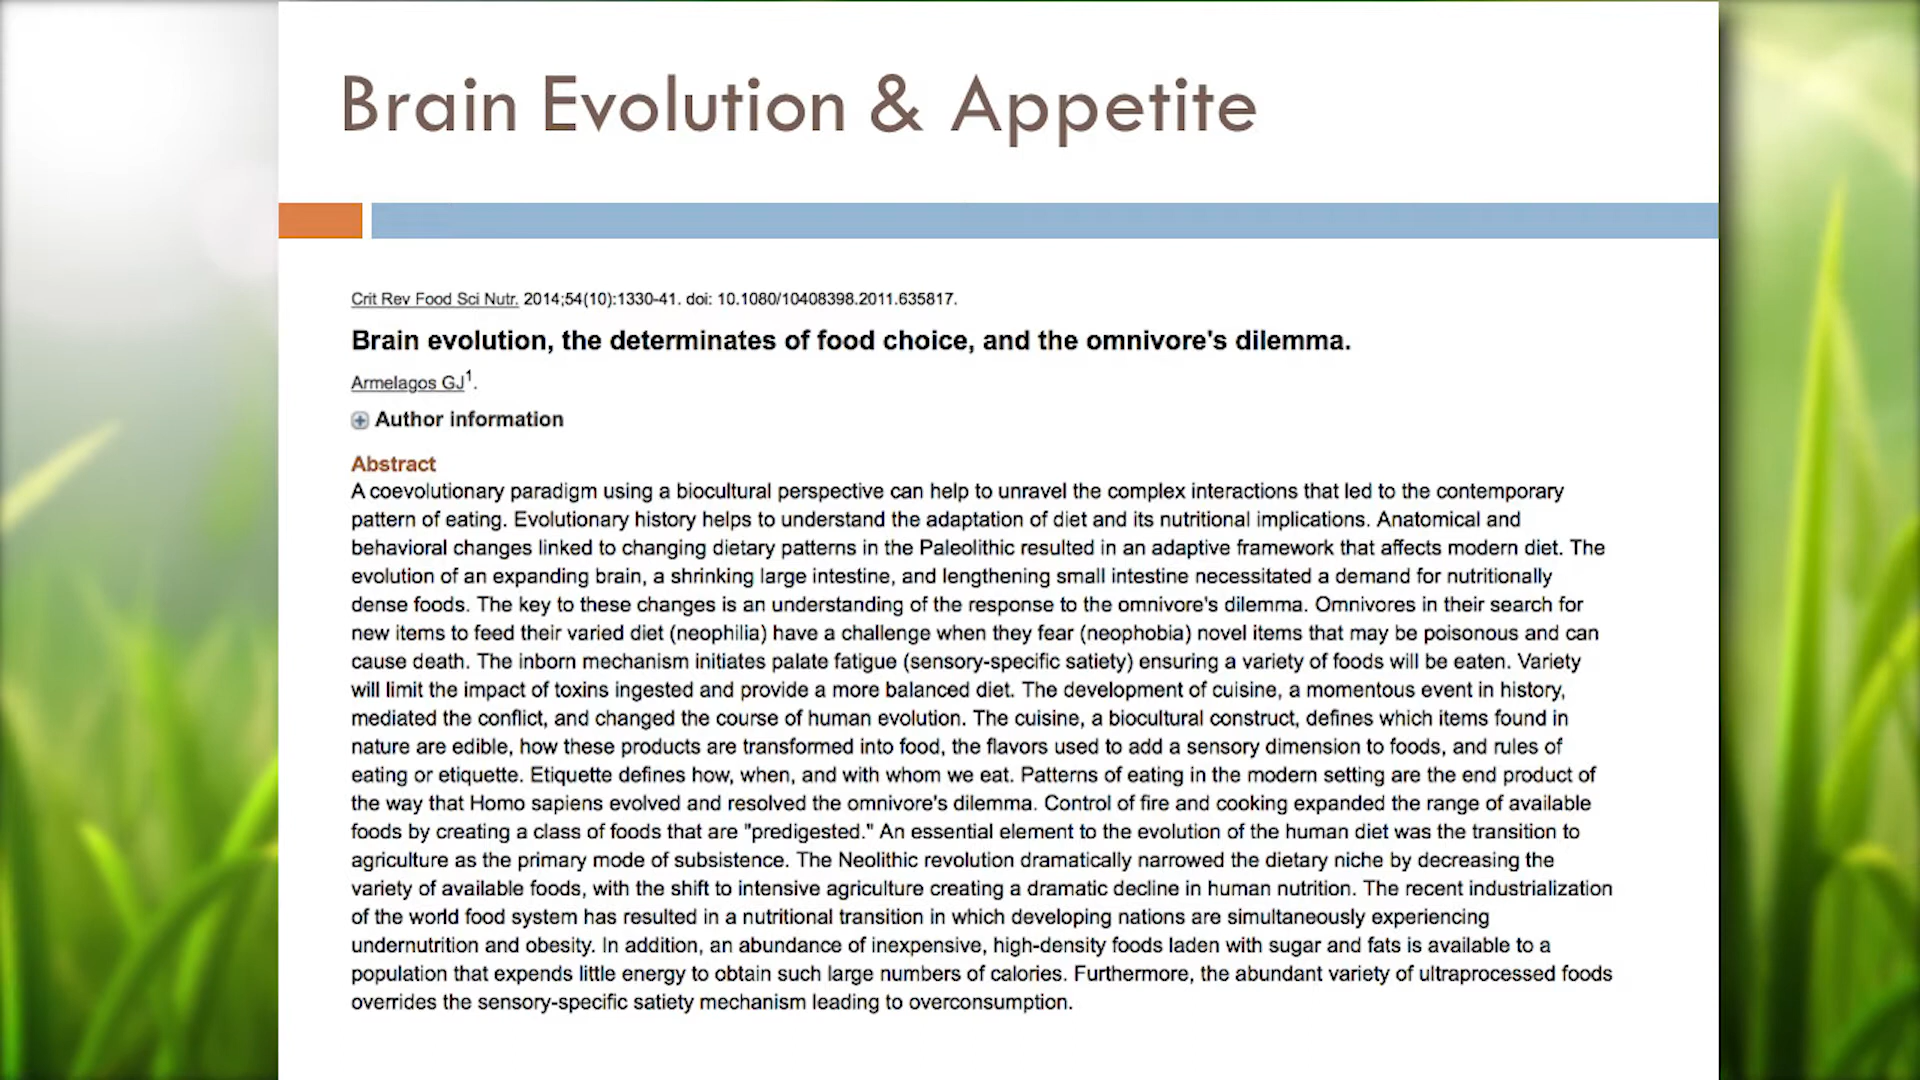 Brain Evolution & Appetite
Crit Rev Food Sci Nutr. 2014;54(10):1330-41. doi: 10.1080/10408398.2011.635817.
Brain evolution, the determinates of food choice, and the omnivore's dilemma.
Armelagos GJ1.
Author information
Abstract
A coevolutionary paradigm using a biocultural perspective can help to unravel the complex interactions that led to the contemporary
pattern of eating. Evolutionary history helps to understand the adaptation of diet and its nutritional implications. Anatomical and
behavioral changes linked to changing dietary patterns in the Paleolithic resulted in an adaptive framework that affects modern diet. The
evolution of an expanding brain, a shrinking large intestine, and lengthening small intestine necessitated a demand for nutritionally
dense foods. The key to these changes is an understanding of the response to the omnivore's dilemma. Omnivores in their search for
new items to feed their varied diet (neophilia) have a challenge when they fear (neophobia) novel items that may be poisonous and can
cause death. The inborn mechanism initiates palate fatigue (sensory-specific satiety) ensuring a variety of foods will be eaten. Variety
will limit the impact of toxins ingested and provide a more balanced diet. The development of cuisine, a momentous event in history,
mediated the conflict, and changed the course of human evolution. The cuisine, a biocultural construct, defines which items found in
nature are edible, how these products are transformed into food, the flavors used to add a sensory dimension to foods, and rules of
eating or etiquette. Etiquette defines how, when, and with whom we eat. Patterns of eating in the modern setting are the end product of
the way that Homo sapiens evolved and resolved the omnivore's dilemma. Control of fire and cooking expanded the range of available
foods by creating a class of foods that are "predigested." An essential element to the evolution of the human diet was the transition to
agriculture as the primary mode of subsistence. The Neolithic revolution dramatically narrowed the dietary niche by decreasing the
variety of available foods, with the shift to intensive agriculture creating a dramatic decline in human nutrition. The recent industrialization
of the world food system has resulted in a nutritional transition in which developing nations are simultaneously experiencing
undernutrition and obesity. In addition, an abundance of inexpensive, high-density foods laden with sugar and fats is available to a
population that expends little energy to obtain such large numbers of calories. Furthermore, the abundant variety of ultraprocessed foods
overrides the sensory-specific satiety mechanism leading to overconsumption.